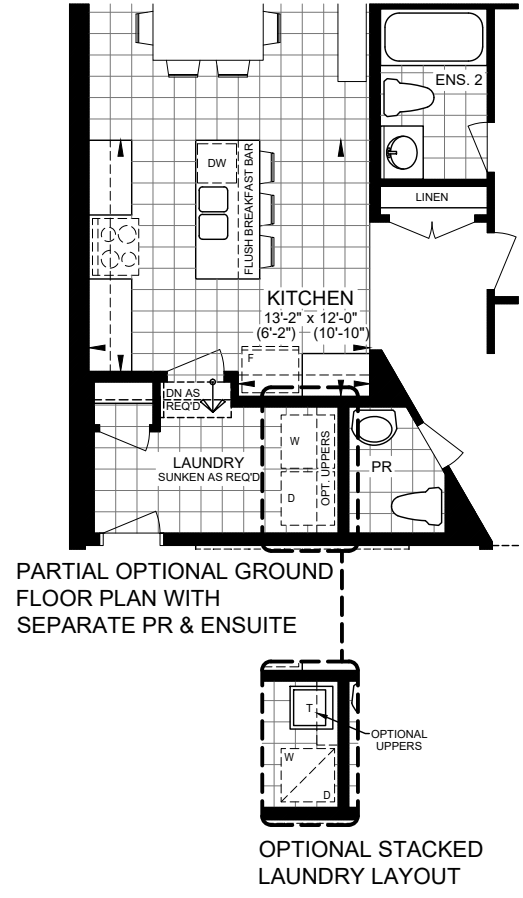 ENS. 2
DW
FLUSH BREAKFAST BAR
LINEN
KITCHEN
13'-2" x 12'-0"
(6'-2") (10'-10")
F
DN AS
REQ'D
W
OPT. UPPERS
LAUNDRY
SUNKEN AS REQ'D
D
PR
PARTIAL OPTIONAL GROUND
FLOOR PLAN WITH
SEPARATE PR & ENSUITE
T
OPTIONAL
UPPERS
W
D
OPTIONAL STACKED
LAUNDRY LAYOUT